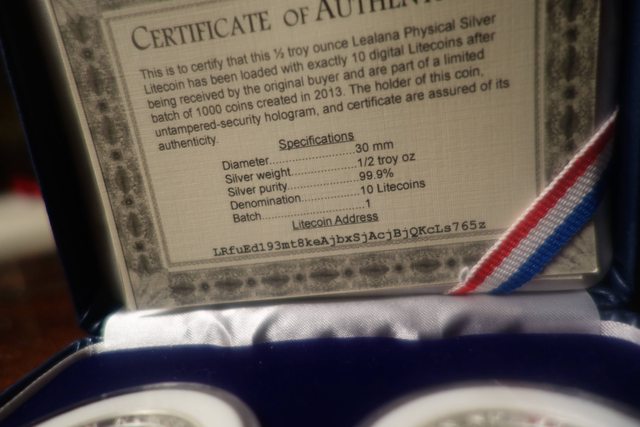 CERTIFICATE OF AUTHEN
This is to certify that this ½ troy ounce Lealana Physical Silver
Litecoin has been loaded with exactly 10 digital Litecoins after
being received by the original buyer and are part of a limited
batch of 1000 coins created in 2013. The holder of this coin,
untampered-security hologram, and certificate are assured of its
authenticity.
Specifications
Diameter.........................30 mm
Silver weight....................1/2 troy oz
Silver purity....................99.9%
Denomination.................10 Litecoins
Batch..............................1
Litecoin Address
LRfuEd193mt8keAjbxSjAcjBjQKcLs765z